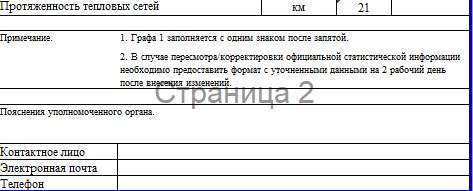 Протяженность тепловых сетей км 21
Примечание. 1. Графа 1 заполняется с одним знаком после запятой.
2. В случае пересмотра/корректировки официальной статистической информации
необходимо предоставить формат с уточненными данными на 2 рабочий день
после внесения изменений.
Страница 2
Пояснения уполномоченного органа.
Контактное лицо
Электронная почта
Телефон